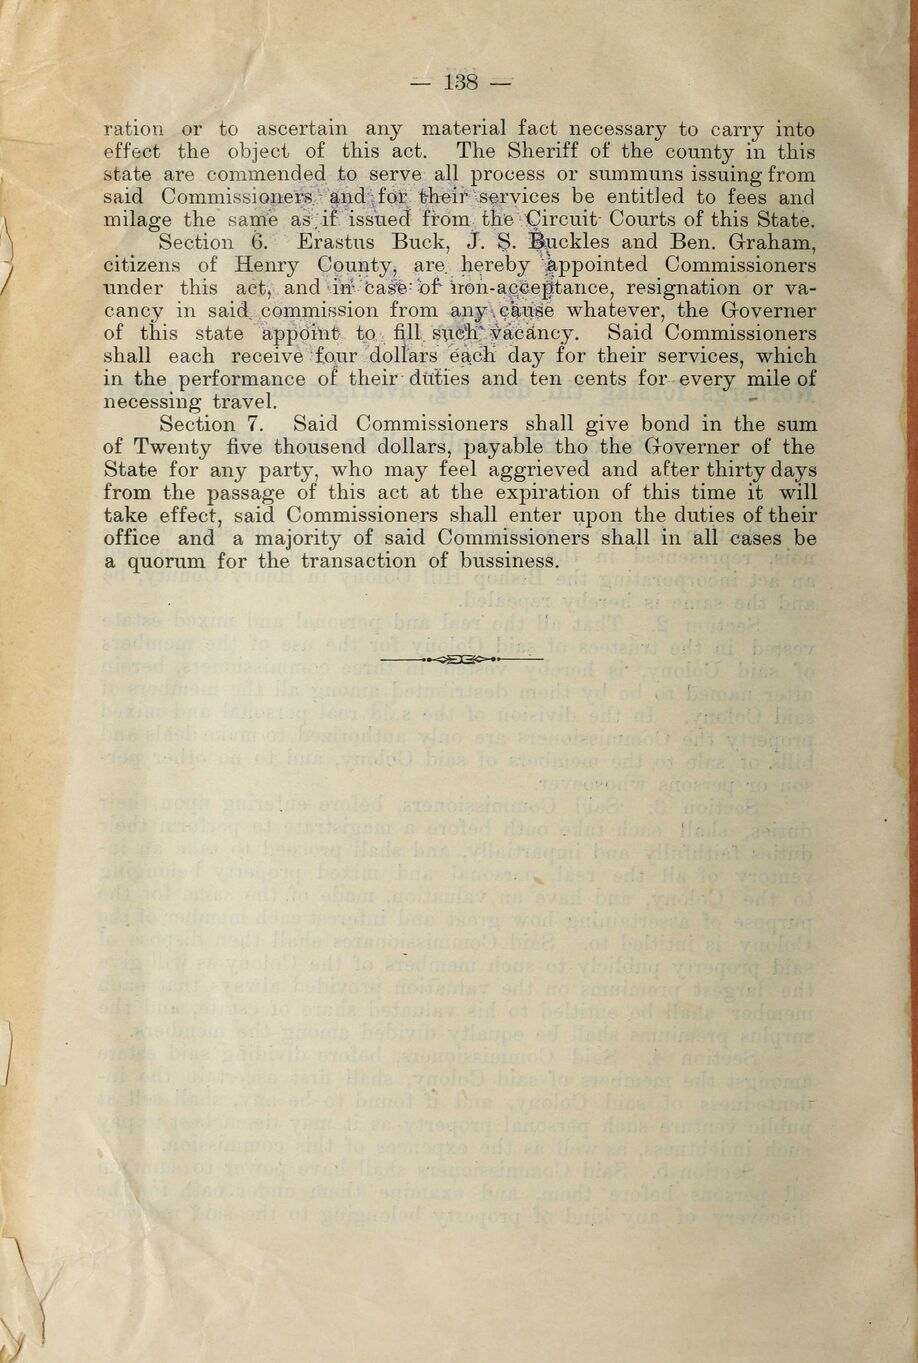 — 138 —
ration or to ascertain any material fact necessary to carry into
effect the object of this act. The Sheriff of the county in this
state are commended to serve all process or summuns issuing from
said Commissioners and for their services be entitled to fees and
milage the same as if issued from the Circuit Courts of this State.
Section 6. Erastus Buck, J. S. Buckles and Ben. Graham,
citizens of Henry County, are hereby appointed Commissioners
under this act, and in case of non-acceptance, resignation or va-
cancy in said commission from any cause whatever, the Governer
of this state appoint to fill such vacancy. Said Commissioners
shall each receive four dollars each day for their services, which
in the performance of their duties and ten cents for every mile of
necessing travel.
Section 7. Said Commissioners shall give bond in the sum
of Twenty five thousend dollars, payable tho the Governer of the
State for any party, who may feel aggrieved and after thirty days
from the passage of this act at the expiration of this time it will
take effect, said Commissioners shall enter upon the duties of their
office and a majority of said Commissioners shall in all cases be
a quorum for the transaction of bussiness.